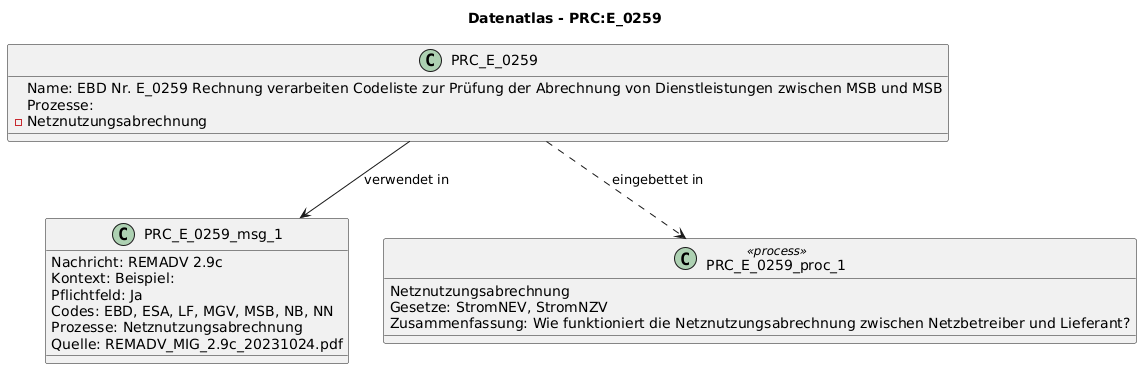 Datenatlas - PRC:E_0259
C PRC_E_0259
Name: EBD Nr. E_0259 Rechnung verarbeiten Codeliste zur Prüfung der Abrechnung von Dienstleistungen zwischen MSB und MSB
Prozesse:
Netznutzungsabrechnung
verwendet in
eingebettet in
C PRC_E_0259_msg_1
Nachricht: REMADV 2.9c
Kontext: Beispiel:
Pflichtfeld: Ja
Codes: EBD, ESA, LF, MGV, MSB, NB, NN
Prozesse: Netznutzungsabrechnung
Quelle: REMADV_MIG_2.9c_20231024.pdf
«process»
C PRC_E_0259_proc_1
Netznutzungsabrechnung
Gesetze: StromNEV, StromNZV
Zusammenfassung: Wie funktioniert die Netznutzungsabrechnung zwischen Netzbetreiber und Lieferant?